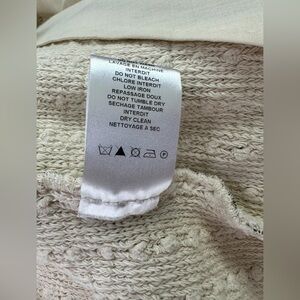 LAVAGE EN MACHINE
INTERDIT
DO NOT BLEACH
CHLORE INTERDIT
LOW IRON
REPASSAGE DOUX
DO NOT TUMBLE DRY
SECHAGE TAMBOUR
INTERDIT
DRY CLEAN
NETTOYAGE A SEC